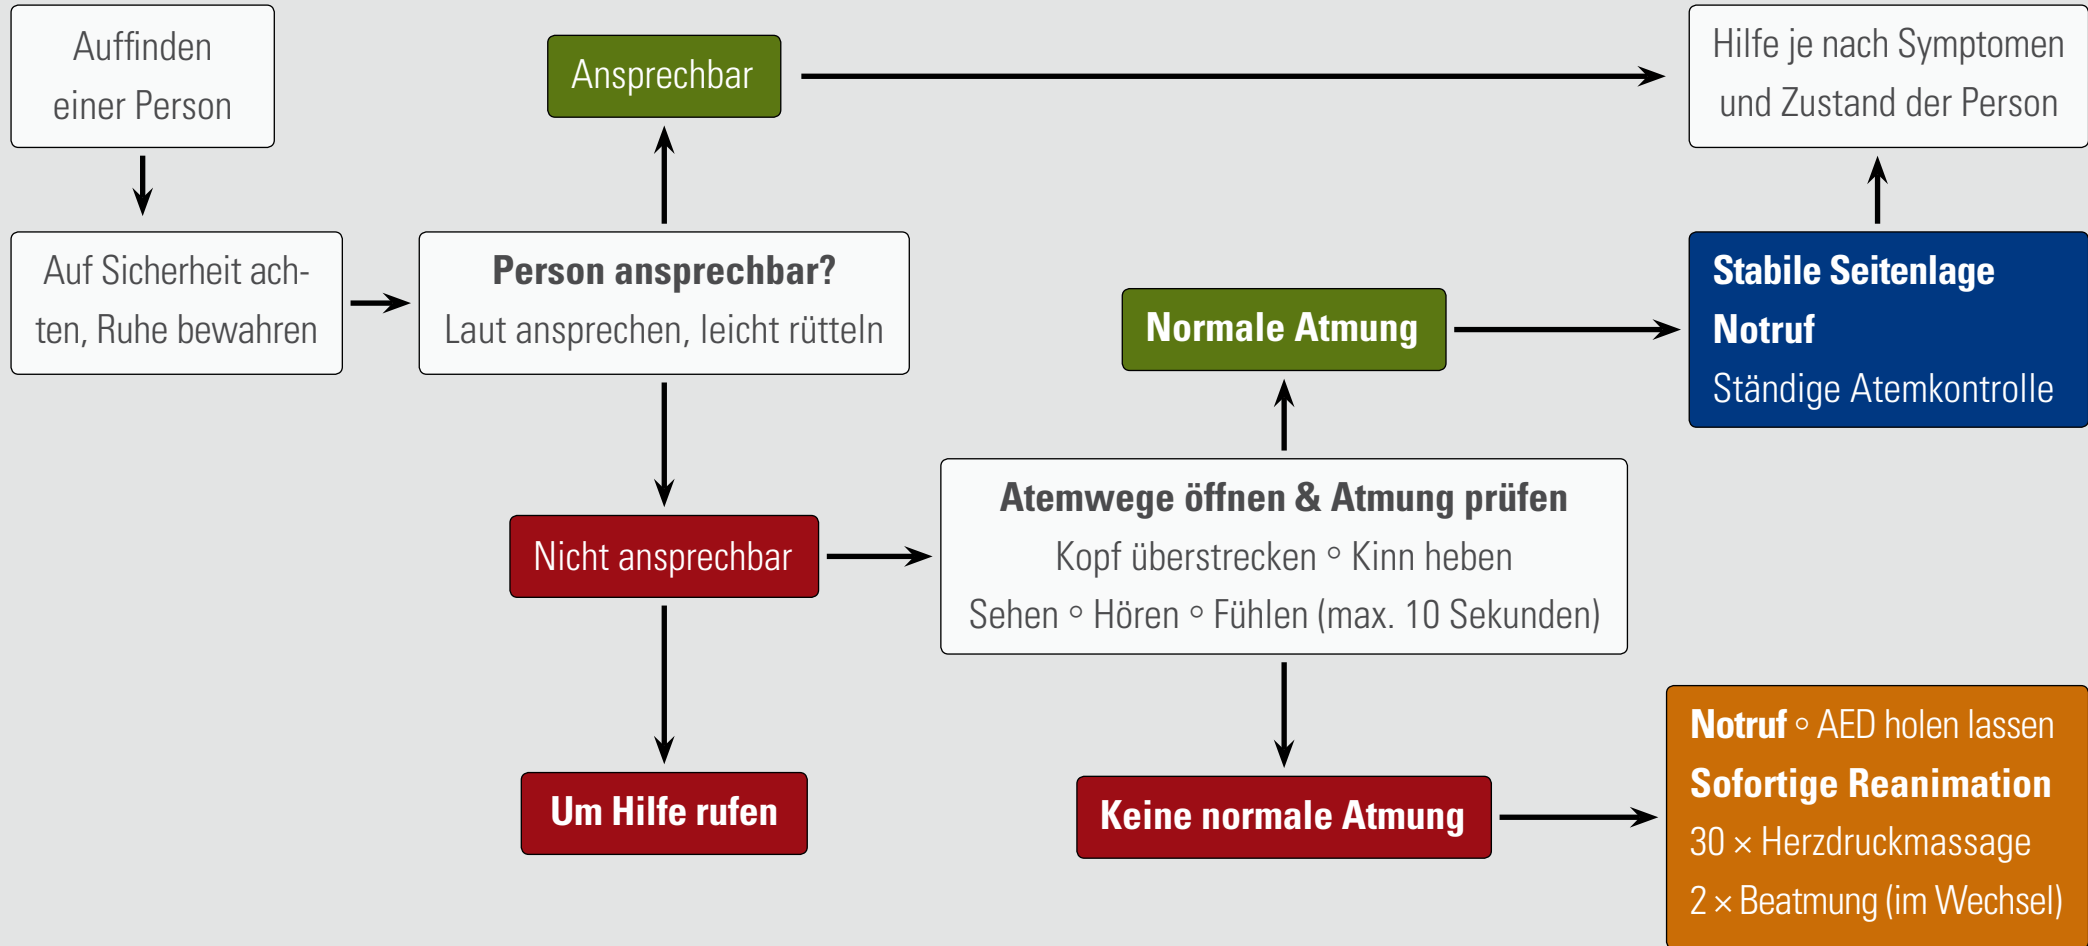 Auffinden
einer Person
Auf Sicherheit ach-
ten, Ruhe bewahren
Ansprechbar
Person ansprechbar?
Laut ansprechen, leicht rütteln
Nicht ansprechbar
Um Hilfe rufen
Normale Atmung
Atemwege öffnen & Atmung prüfen
Kopf überstrecken ◦ Kinn heben
Sehen ◦ Hören ◦ Fühlen (max. 10 Sekunden)
Keine normale Atmung
Hilfe je nach Symptomen
und Zustand der Person
Stabile Seitenlage
Notruf
Ständige Atemkontrolle
Notruf ◦ AED holen lassen
Sofortige Reanimation
30 × Herzdruckmassage
2 × Beatmung (im Wechsel)